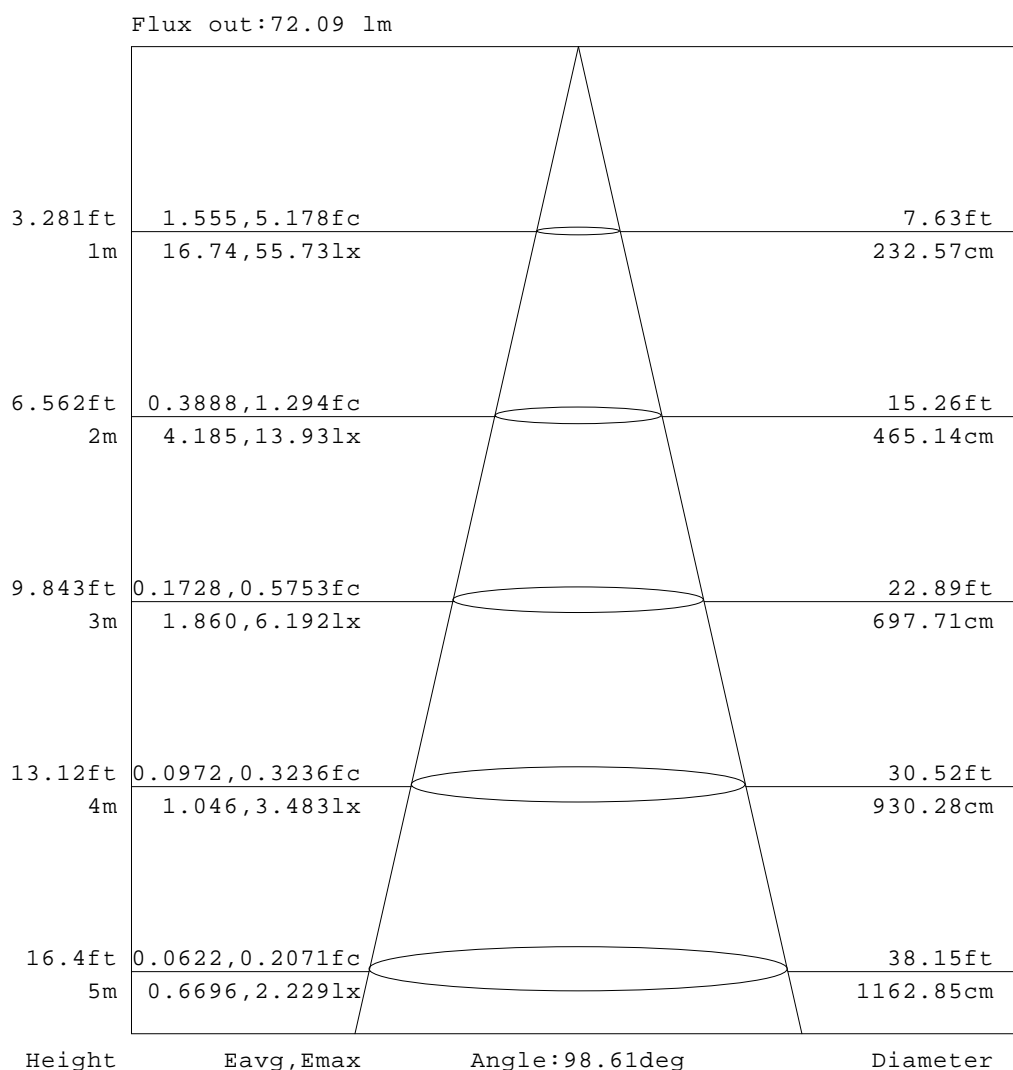 Flux out:72.09 lm
3.281ft 1.555,5.178fc 7.63ft
1m 16.74,55.73lx 232.57cm
6.562ft 0.3888,1.294fc 15.26ft
2m 4.185,13.93lx 465.14cm
9.843ft 0.1728,0.5753fc 22.89ft
3m 1.860,6.192lx 697.71cm
13.12ft 0.0972,0.3236fc 30.52ft
4m 1.046,3.483lx 930.28cm
16.4ft 0.0622,0.2071fc 38.15ft
5m 0.6696,2.229lx 1162.85cm
Height Eavg,Emax Angle:98.61deg Diameter